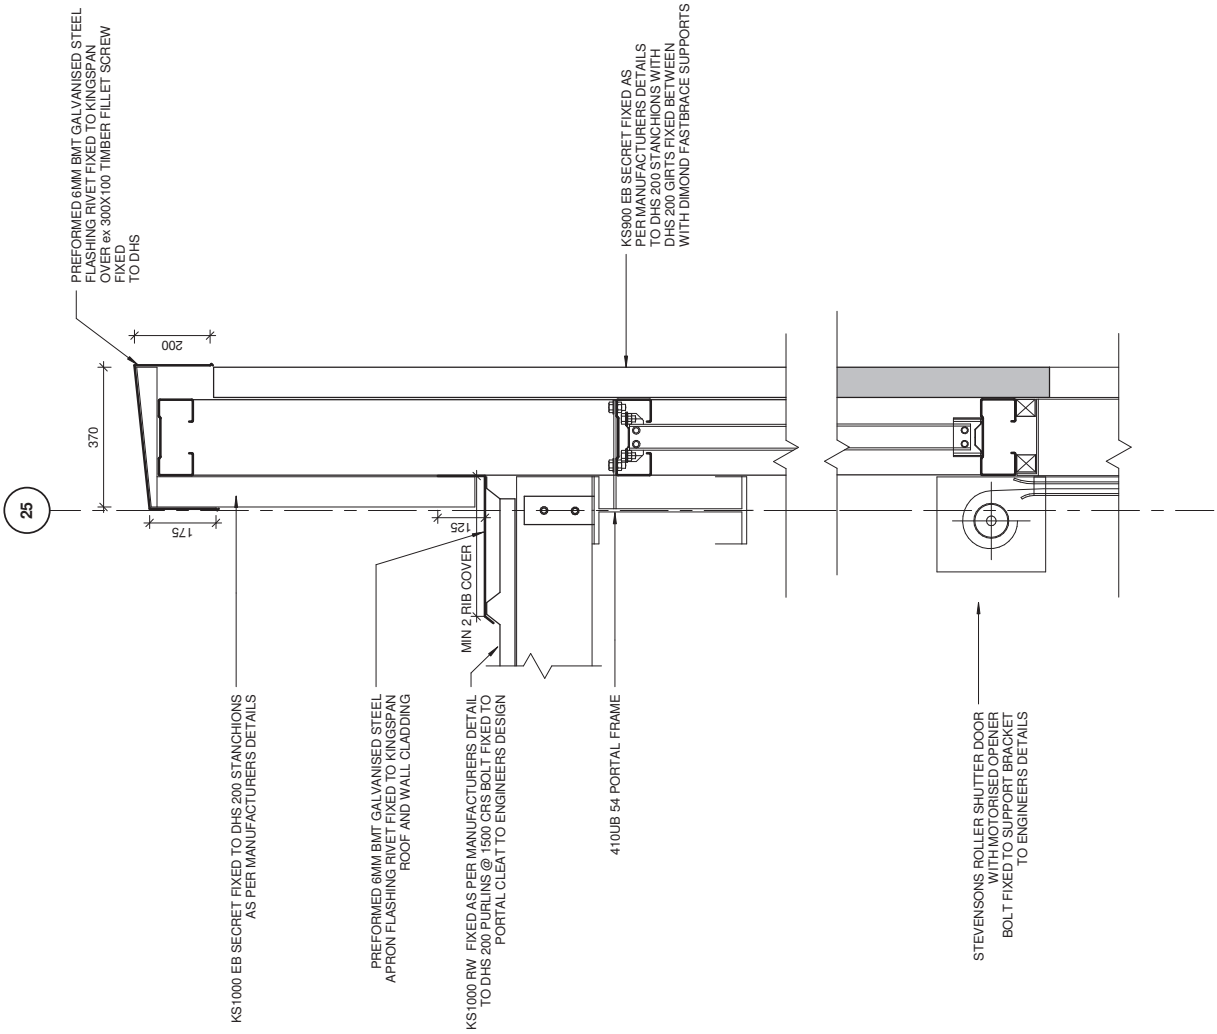 25
PREFORMED 6MM BMT GALVANISED STEEL
FLASHING RIVET FIXED TO KINGSPAN
OVER ex 300X100 TIMBER FILLET SCREW
FIXED
TO DHS
200
370
175
KS900 EB SECRET FIXED AS
PER MANUFACTURERS DETAILS
TO DHS 200 STANCHIONS WITH
DHS 200 GIRTS FIXED BETWEEN
WITH DIMOND FASTBRACE SUPPORTS
125
MIN 2 RIB COVER
KS1000 EB SECRET FIXED TO DHS 200 STANCHIONS
AS PER MANUFACTURERS DETAILS
PREFORMED 6MM BMT GALVANISED STEEL
APRON FLASHING RIVET FIXED TO KINGSPAN
ROOF AND WALL CLADDING
KS1000 RW FIXED AS PER MANUFACTURERS DETAIL
TO DHS 200 PURLINS @ 1500 CRS BOLT FIXED TO
PORTAL CLEAT TO ENGINEERS DESIGN
410UB 54 PORTAL FRAME
STEVENSONS ROLLER SHUTTER DOOR
WITH MOTORISED OPENER
BOLT FIXED TO SUPPORT BRACKET
TO ENGINEERS DETAILS